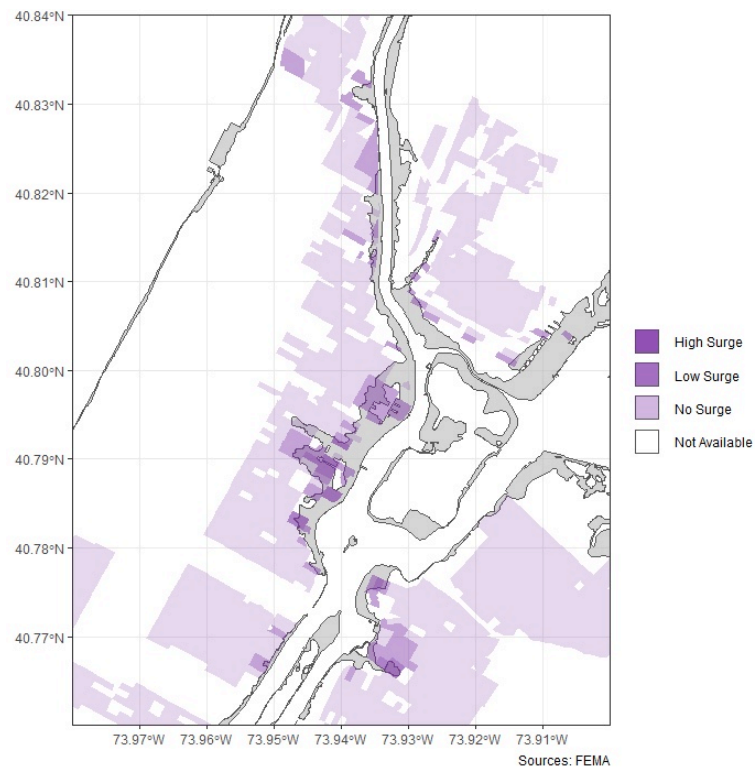 40.84°N
40.83°N
40.82°N
40.81°N
40.80°N
40.79°N
40.78°N
40.77°N
73.97°W 73.96°W 73.95°W 73.94°W 73.93°W 73.92°W 73.91°W
High Surge
Low Surge
No Surge
Not Available
Sources: FEMA